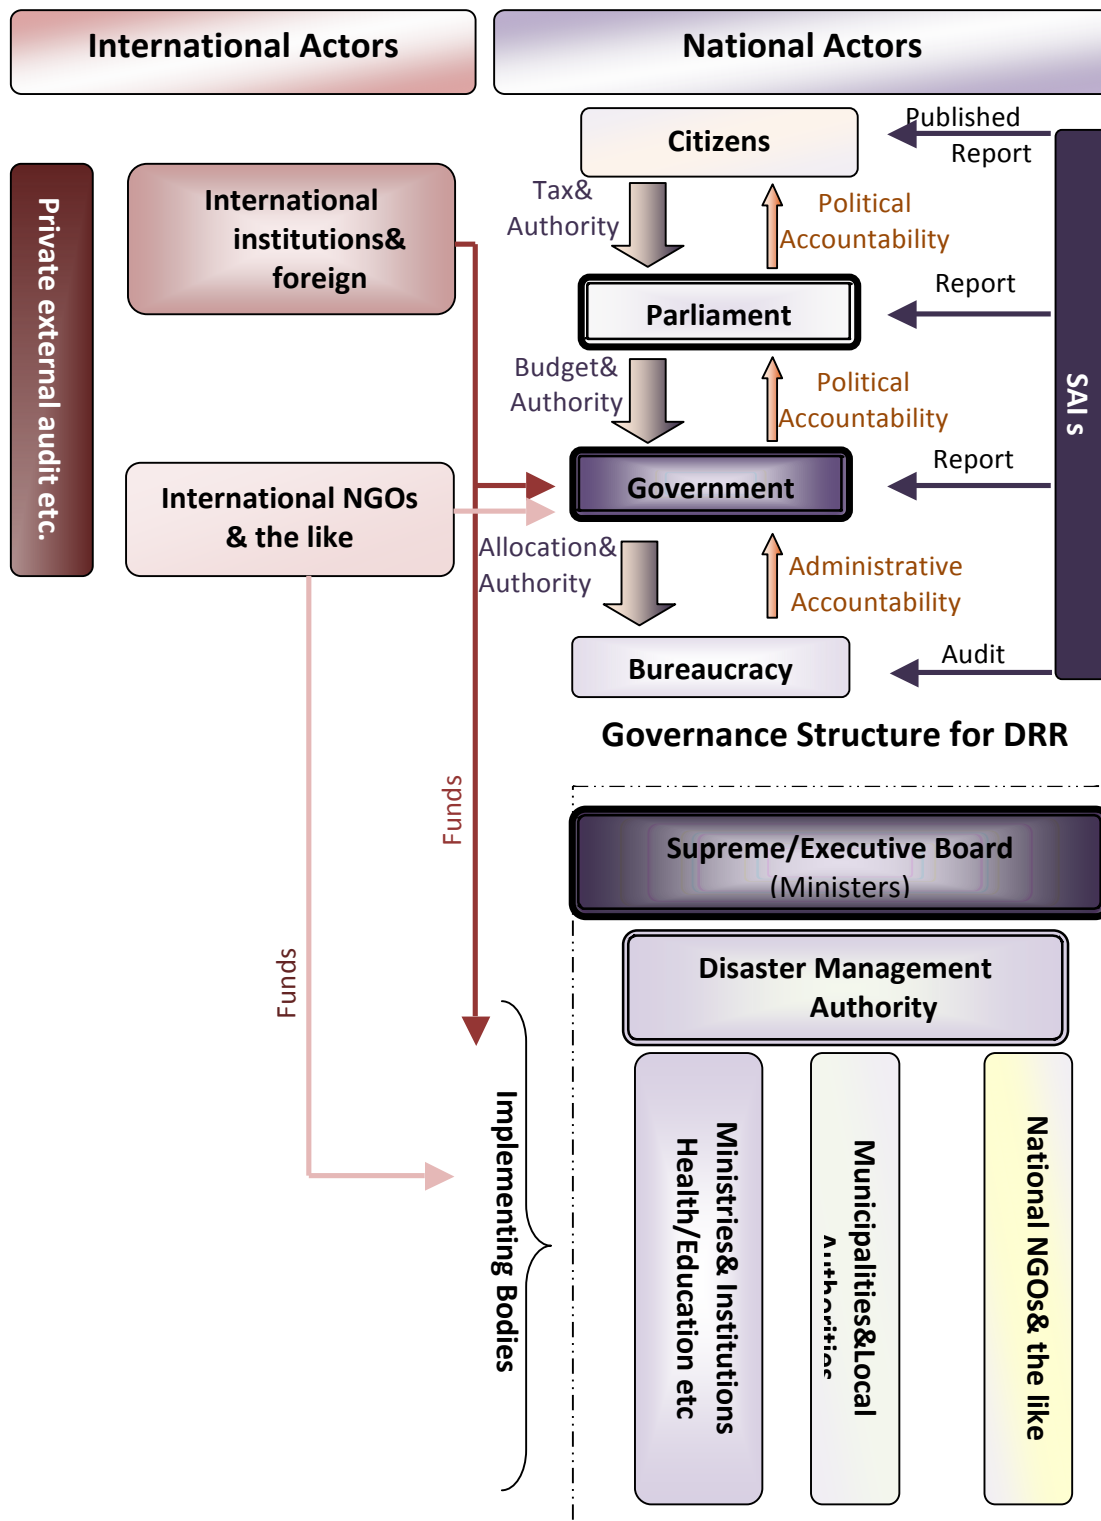 International Actors
National Actors
Citizens
Published
Report
Private external audit etc.
International
institutions&
foreign
Tax&
Authority
Political
Accountability
Parliament
Report
SAI s
Budget&
Authority
Political
Accountability
International NGOs
& the like
Government
Report
Allocation&
Authority
Administrative
Accountability
Bureaucracy
Audit
Governance Structure for DRR
Funds
Funds
Supreme/Executive Board
(Ministers)
Disaster Management
Authority
Implementing Bodies
Ministries& Institutions
Health/Education etc
Municipalities&Local
Authorities
National NGOs& the like